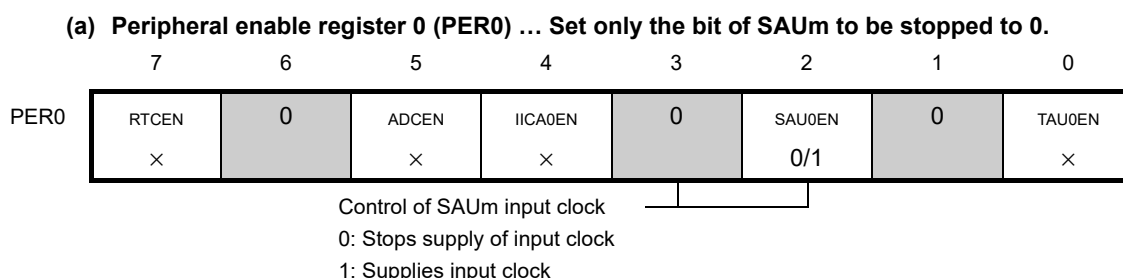 (a) Peripheral enable register 0 (PER0) … Set only the bit of SAUm to be stopped to 0.
7 6 5 4 3 2 1 0
PER0 RTCEN 0 ADCEN IICA0EN 0 SAU0EN 0 TAU0EN
× × × 0/1 ×
Control of SAUm input clock
0: Stops supply of input clock
1: Supplies input clock